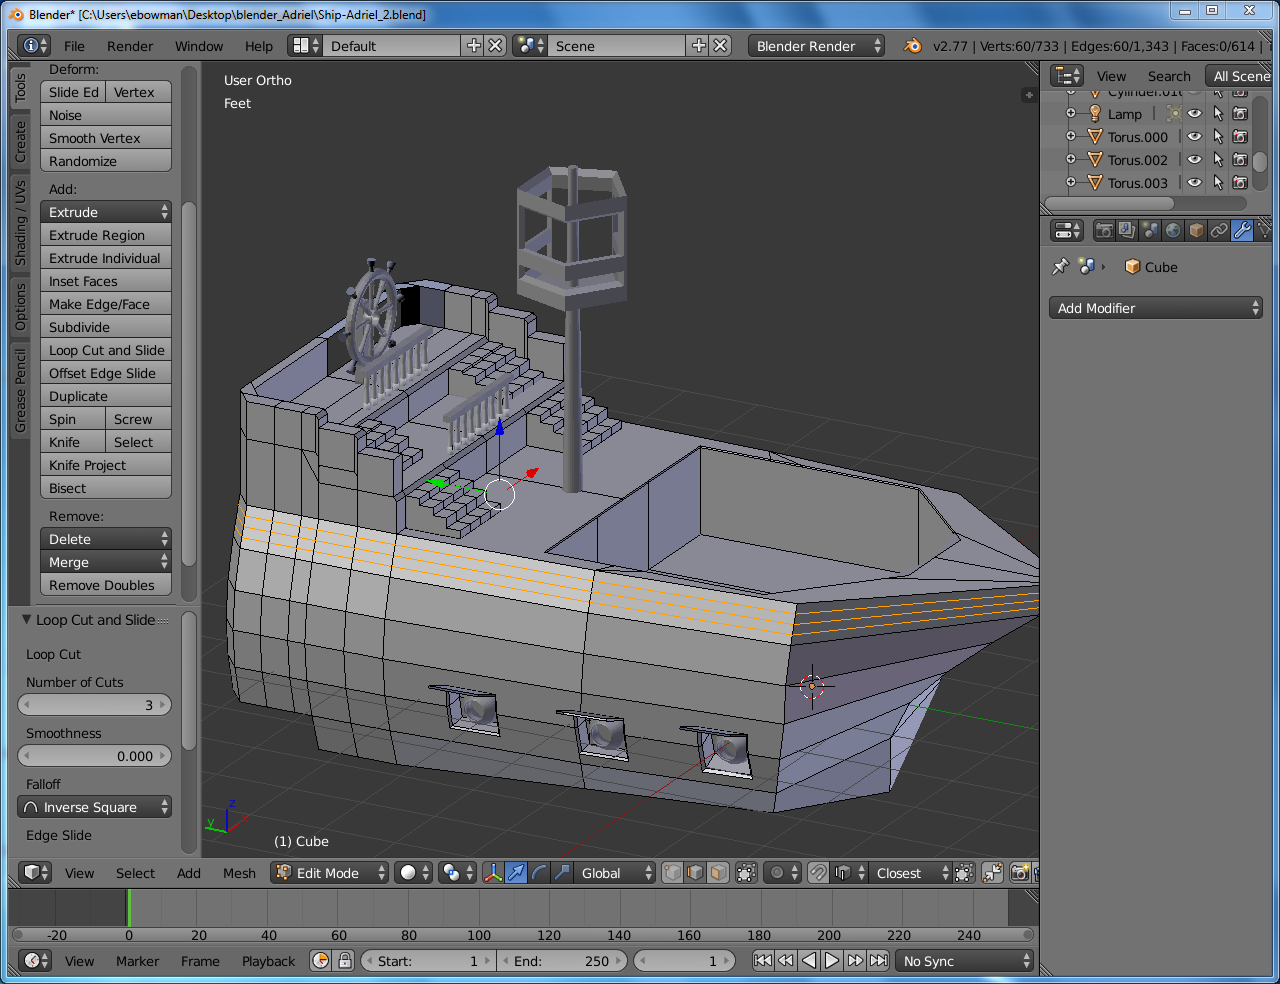 Blender* [C:\Users\ebowman\Desktop\blender_Adriel\Ship-Adriel_2.blend]
File Render Window Help Default Scene Blender Render v2.77 | Verts:60/733 | Edges:60/1,343 | Faces:0/614 |
Tools
Create
Shading / UVs
Options
Grease Pencil
Deform:
Slide Ed Vertex
Noise
Smooth Vertex
Randomize
Add:
Extrude
Extrude Region
Extrude Individual
Inset Faces
Make Edge/Face
Subdivide
Loop Cut and Slide
Offset Edge Slide
Duplicate
Spin Screw
Knife Select
Knife Project
Bisect
Remove:
Delete
Merge
Remove Doubles
Loop Cut and Slide
Loop Cut
Number of Cuts
3
Smoothness
0.000
Falloff
Inverse Square
Edge Slide
User Ortho
Feet
z
y
x
(1) Cube
View Search All Scene
Lamp
Torus.000
Torus.002
Torus.003
Cube
Add Modifier
View Select Add Mesh Edit Mode Global Closest
-20 0 20 40 60 80 100 120 140 160 180 200 220 240
View Marker Frame Playback Start: 1 End: 250 1 No Sync